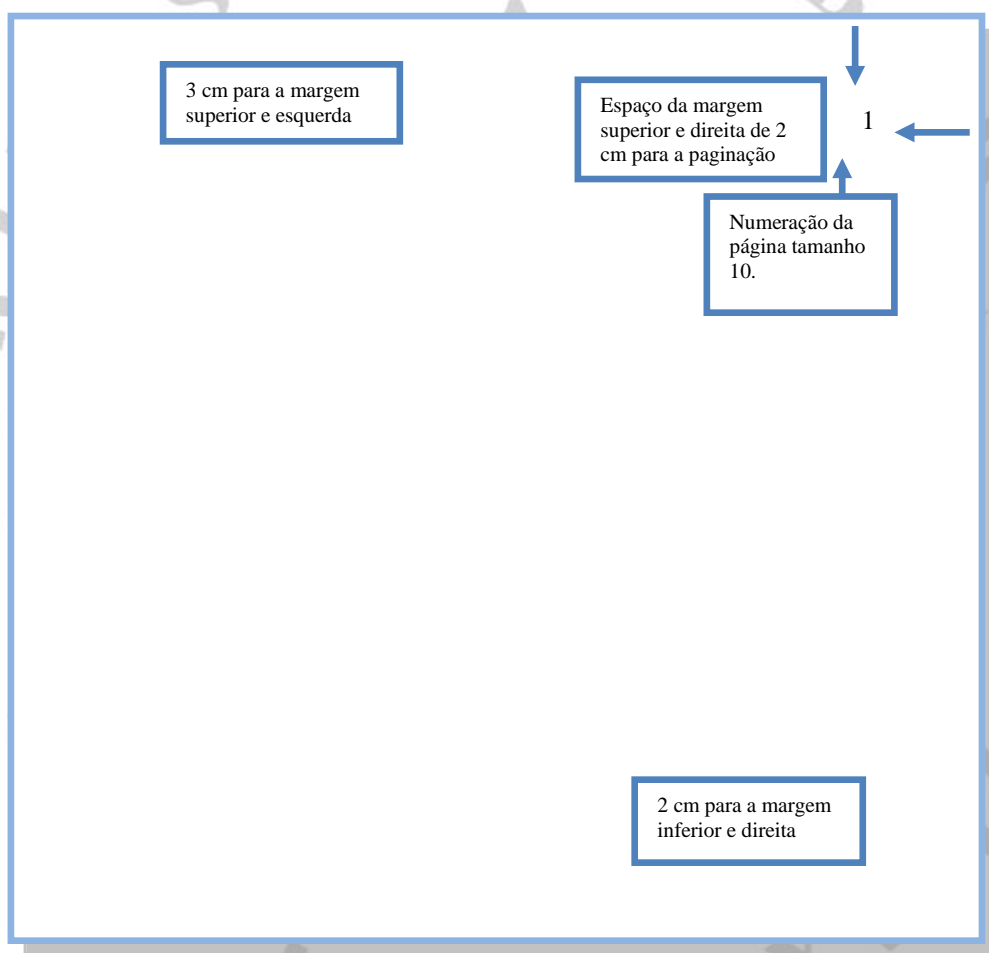 3 cm para a margem
superior e esquerda
Espaço da margem
superior e direita de 2
cm para a paginação
1
Numeração da
página tamanho
10.
2 cm para a margem
inferior e direita